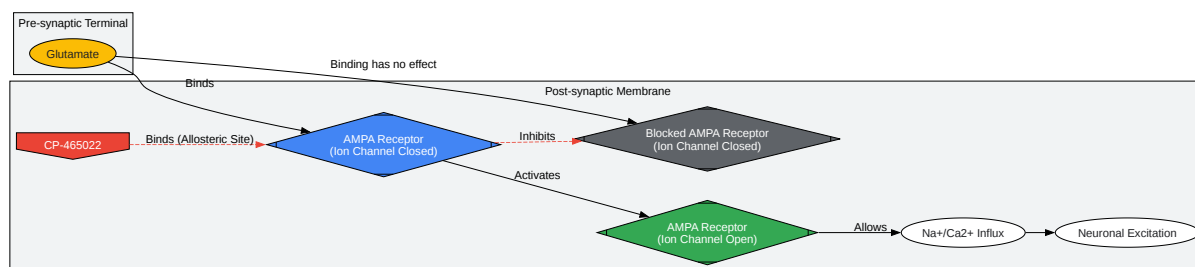 Pre-synaptic Terminal
Glutamate
Binding has no effect
Binds
Post-synaptic Membrane
CP-465022
Binds (Allosteric Site)
AMPA Receptor
(Ion Channel Closed)
Inhibits
Blocked AMPA Receptor
(Ion Channel Closed)
Activates
AMPA Receptor
(Ion Channel Open)
Allows
Na+/Ca2+ Influx
Neuronal Excitation